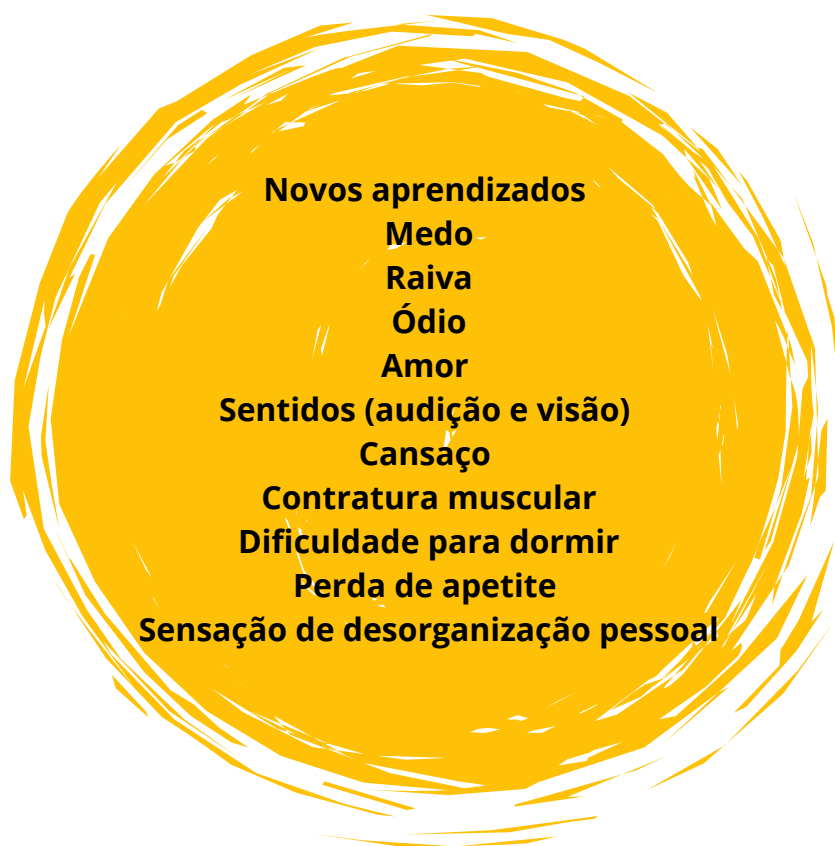 Novos aprendizados
Medo
Raiva
Ódio
Amor
Sentidos (audição e visão)
Cansaço
Contratura muscular
Dificuldade para dormir
Perda de apetite
Sensação de desorganização pessoal